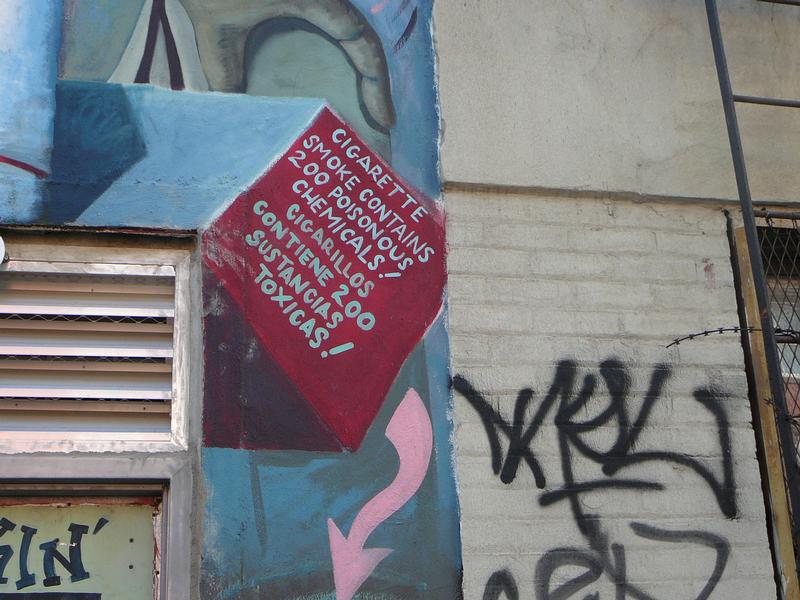 CIGARETTE
SMOKE CONTAINS
200 POISONOUS
CHEMICALS!
CIGARILLOS
CONTIENE 200
SUSTANCIAS
TOXICAS!
GIN'